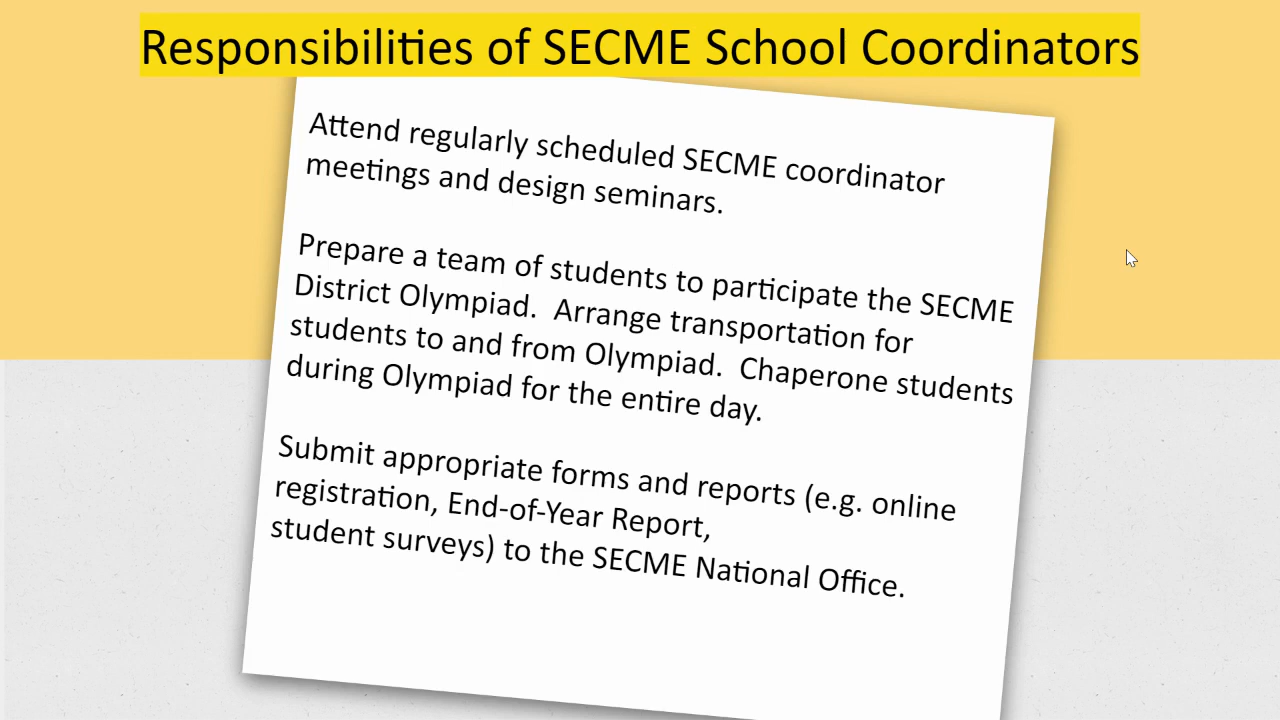 Responsibilities of SECME School Coordinators
Attend regularly scheduled SECME coordinator
meetings and design seminars.
Prepare a team of students to participate the SECME
District Olympiad.  Arrange transportation for
students to and from Olympiad.  Chaperone students
during Olympiad for the entire day.
Submit appropriate forms and reports (e.g. online
registration, End-of-Year Report,
student surveys) to the SECME National Office.